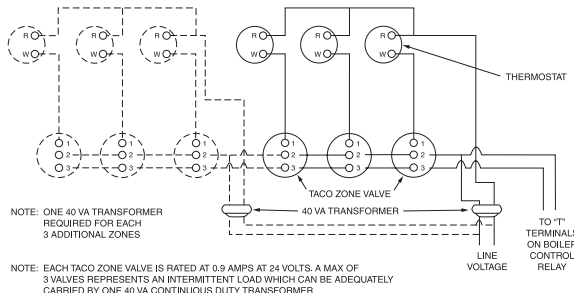 R R R R R R
W W W W W W
THERMOSTAT
1 1 1 1 1 1
2 2 2 2 2 2
3 3 3 3 3 3
TACO ZONE VALVE
NOTE: ONE 40 VA TRANSFORMER
REQUIRED FOR EACH
3 ADDITIONAL ZONES
40 VA TRANSFORMER
LINE
VOLTAGE
TO "T"
TERMINALS
ON BOILER
CONTROL
RELAY
NOTE: EACH TACO ZONE VALVE IS RATED AT 0.9 AMPS AT 24 VOLTS. A MAX OF
3 VALVES REPRESENTS AN INTERMITTENT LOAD WHICH CAN BE ADEQUATELY
CARRIED BY ONE 40 VA CONTINUOUS DUTY TRANSFORMER